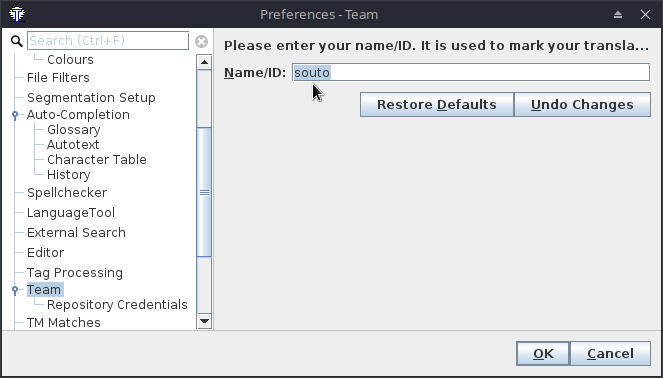 Preferences - Team
Search (Ctrl+F)
Colours
File Filters
Segmentation Setup
Auto-Completion
Glossary
Autotext
Character Table
History
Spellchecker
LanguageTool
External Search
Editor
Tag Processing
Team
Repository Credentials
TM Matches
Please enter your name/ID. It is used to mark your transla...
Name/ID: souto
Restore Defaults Undo Changes
OK Cancel